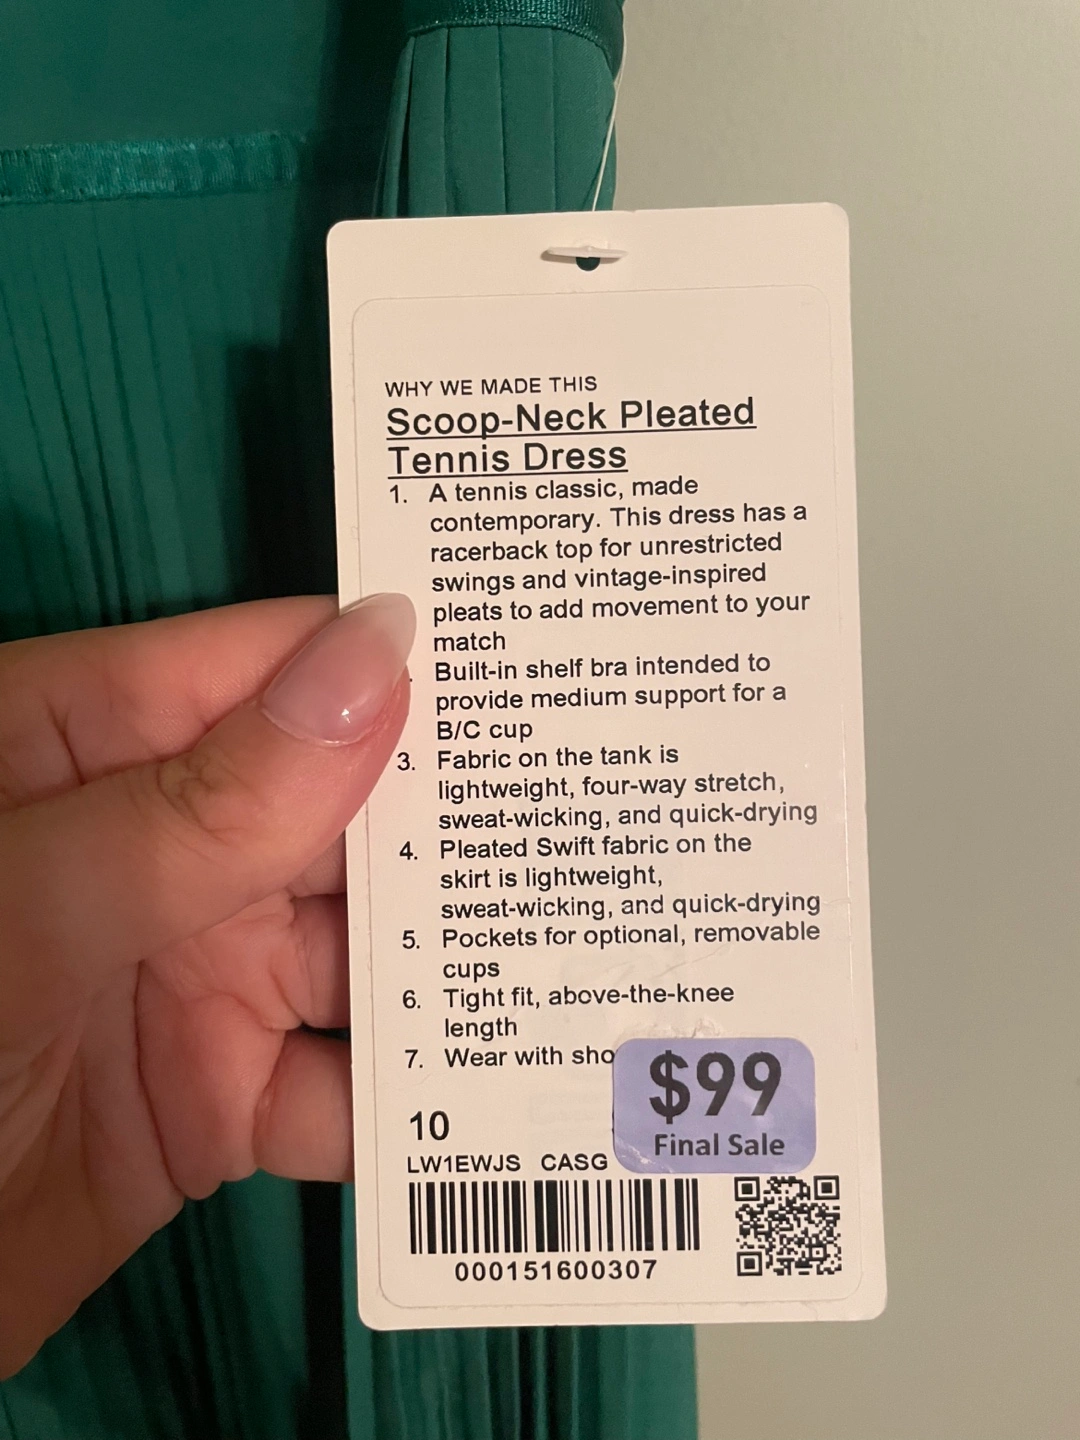 WHY WE MADE THIS
Scoop-Neck Pleated
Tennis Dress
1. A tennis classic, made
contemporary. This dress has a
racerback top for unrestricted
swings and vintage-inspired
pleats to add movement to your
match
. Built-in shelf bra intended to
provide medium support for a
B/C cup
3. Fabric on the tank is
lightweight, four-way stretch,
sweat-wicking, and quick-drying
4. Pleated Swift fabric on the
skirt is lightweight,
sweat-wicking, and quick-drying
5. Pockets for optional, removable
cups
6. Tight fit, above-the-knee
length
7. Wear with sho
$99
Final Sale
10
LW1EWJS CASG
000151600307